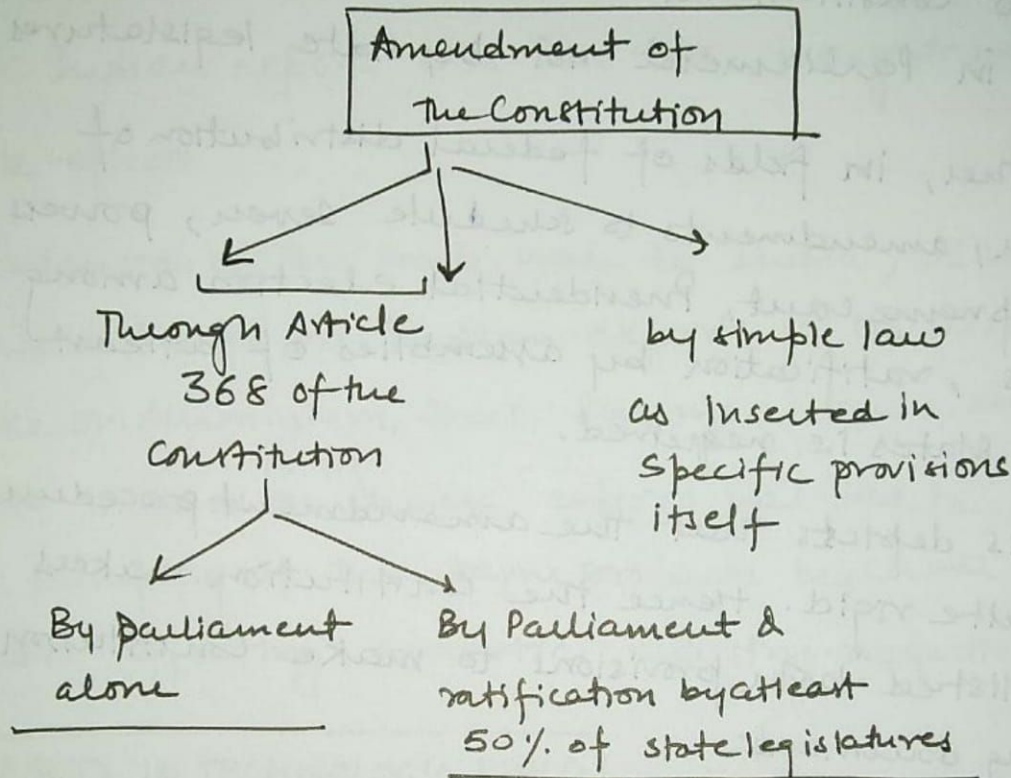 Amendment of
the Constitution
Through Article
368 of the
Constitution
by simple law
as inserted in
specific provisions
itself
By parliament
alone
By Parliament &
ratification by atleast
50% of state legislatures